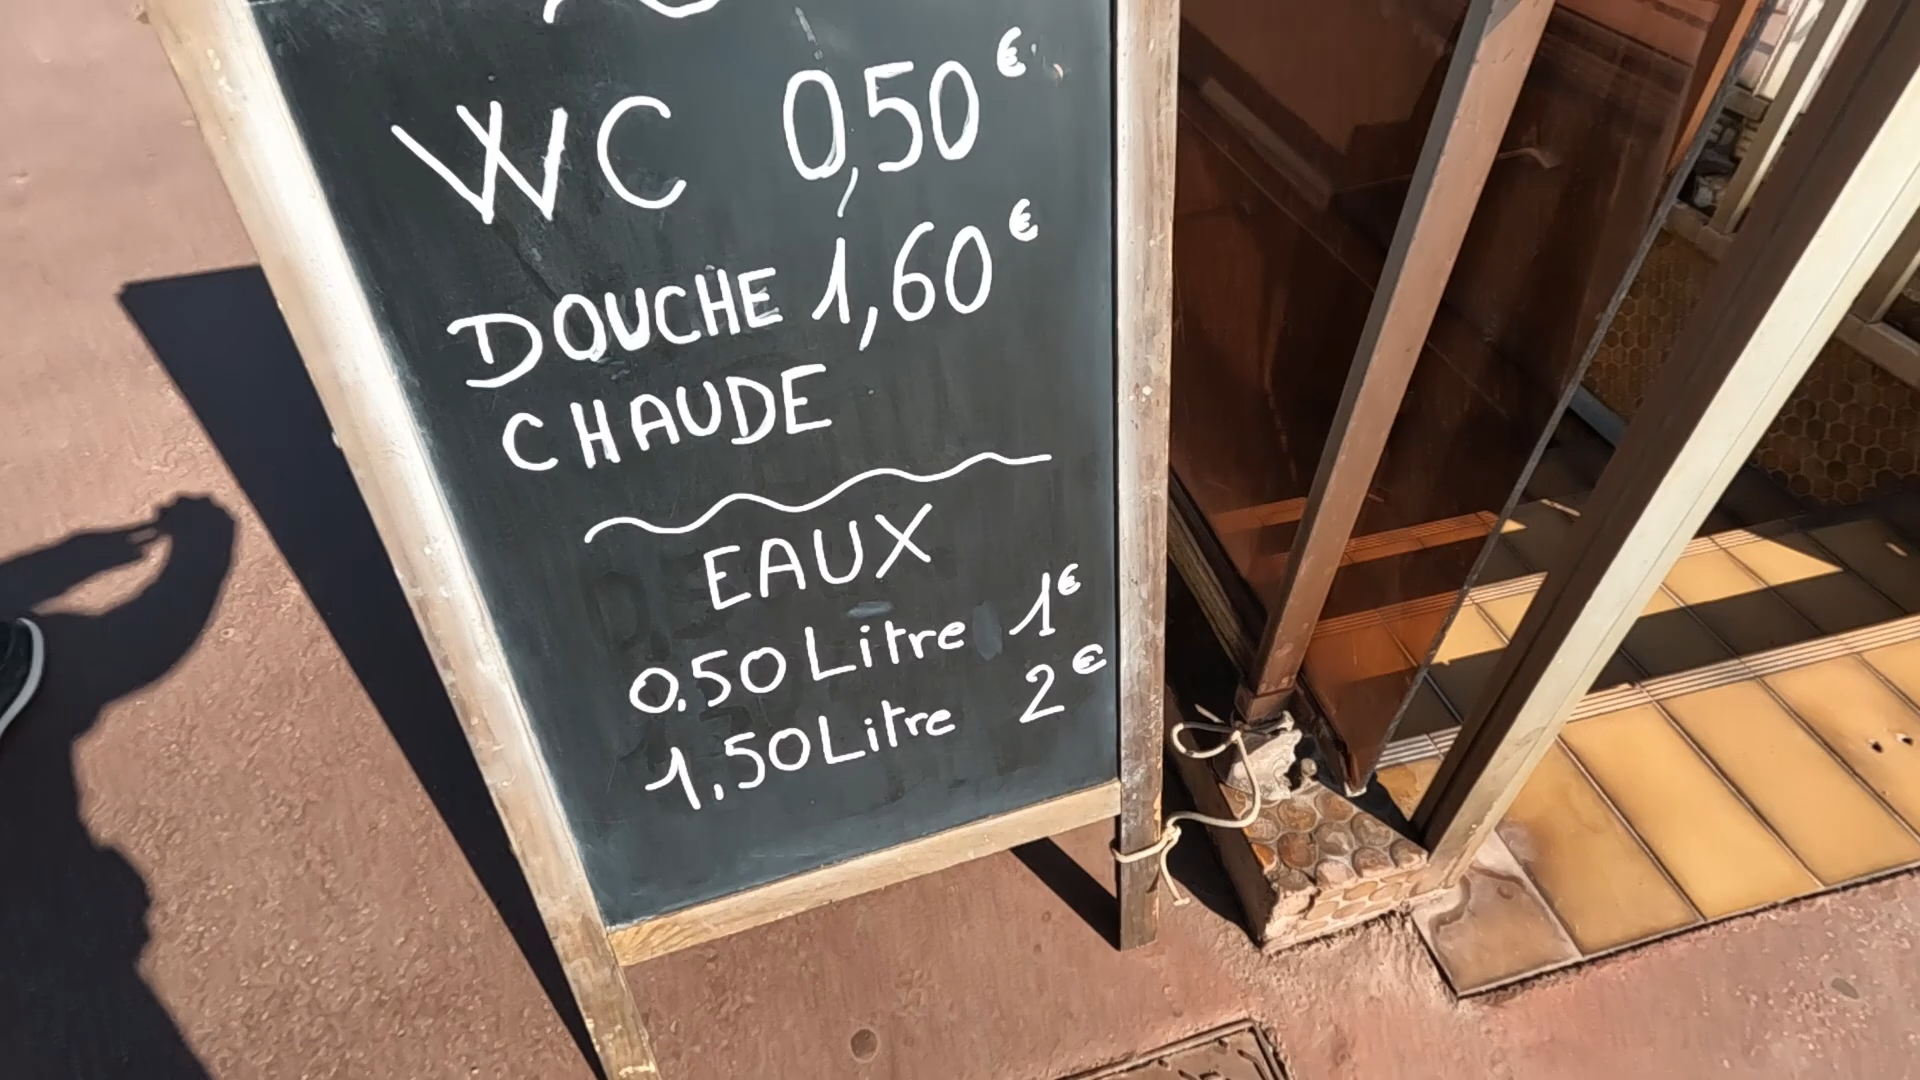 WC 0,50€
DOUCHE 1,60€
CHAUDE
EAUX
0,50 Litre 1€
1,50 Litre 2€